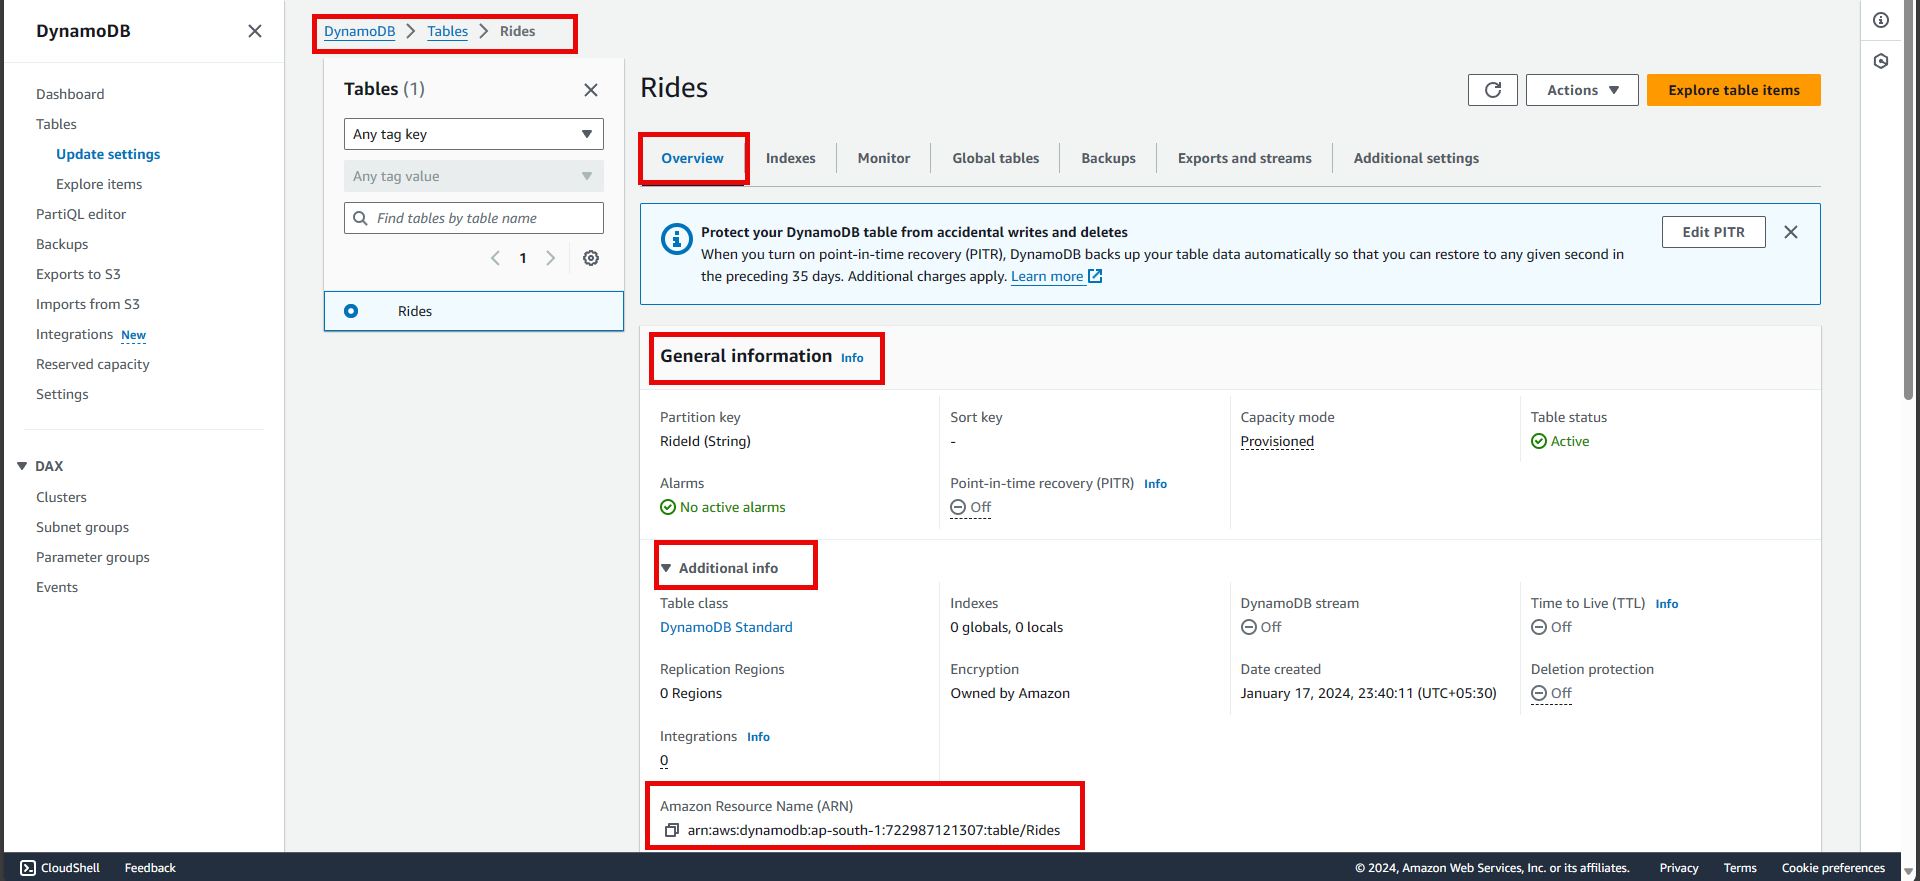 DynamoDB
Dashboard
Tables
Update settings
Explore items
PartiQL editor
Backups
Exports to S3
Imports from S3
Integrations New
Reserved capacity
Settings
DAX
Clusters
Subnet groups
Parameter groups
Events
DynamoDB Tables Rides
Tables (1)
Any tag key
Any tag value
Find tables by table name
1
Rides
Rides
Actions Explore table items
Overview Indexes Monitor Global tables Backups Exports and streams Additional settings
Protect your DynamoDB table from accidental writes and deletes
When you turn on point-in-time recovery (PITR), DynamoDB backs up your table data automatically so that you can restore to any given second in
the preceding 35 days. Additional charges apply. Learn more
Edit PITR
General information Info
Partition key
RideId (String)
Sort key
-
Capacity mode
Provisioned
Table status
Active
Alarms
No active alarms
Point-in-time recovery (PITR) Info
Off
Additional info
Table class
DynamoDB Standard
Indexes
0 globals, 0 locals
DynamoDB stream
Off
Time to Live (TTL) Info
Off
Replication Regions
0 Regions
Encryption
Owned by Amazon
Date created
January 17, 2024, 23:40:11 (UTC+05:30)
Deletion protection
Off
Integrations Info
0
Amazon Resource Name (ARN)
arn:aws:dynamodb:ap-south-1:722987121307:table/Rides
CloudShell Feedback © 2024, Amazon Web Services, Inc. or its affiliates. Privacy Terms Cookie preferences